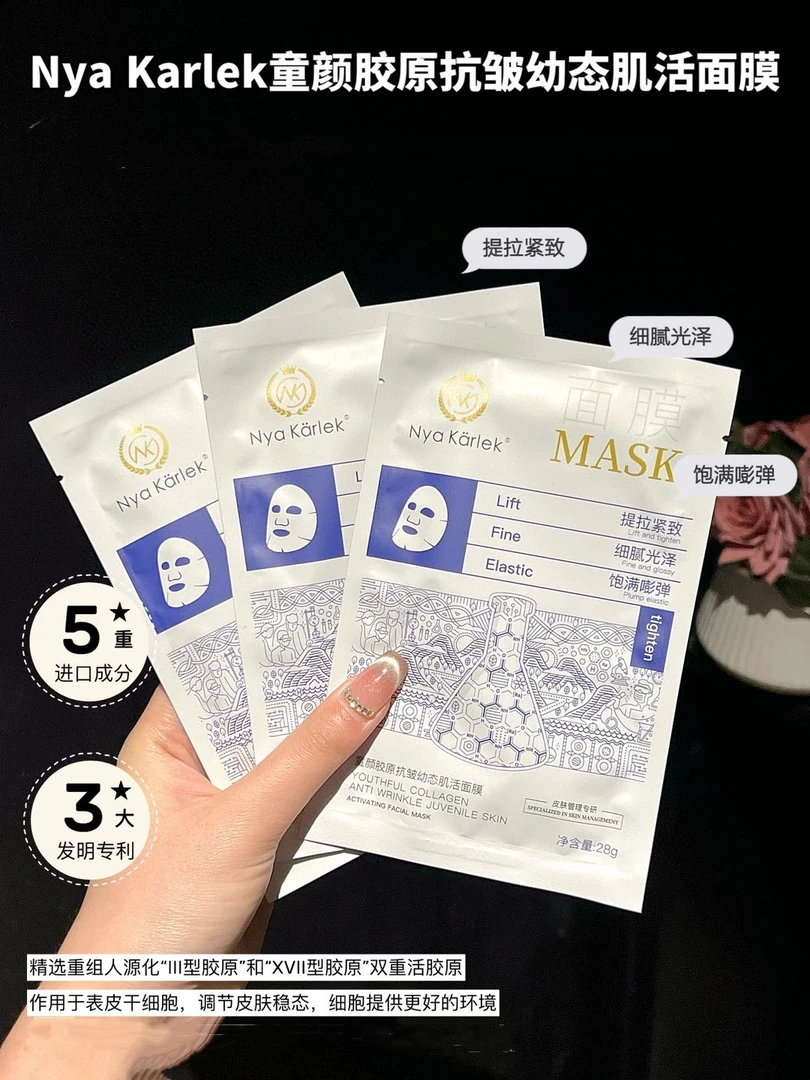 Nya Karlek童颜胶原抗皱幼态肌活面膜
提拉紧致
细腻光泽
饱满嘭弹
NK
Nya Kärlek
NK
Nya Kärlek©
NK
Nya Kärlek©
面膜
MASK
L
Lift
提拉紧致
Lift and tighten
Fine
细腻光泽
Fine and glossy
Elastic
饱满嘭弹
Plump elastic
tighten
5重
进口成分
3大
发明专利
童颜胶原抗皱幼态肌活面膜
YOUTHFUL COLLAGEN
ANTI WRINKLE JUVENILE SKIN
ACTIVATING FACIAL MASK
皮肤管理专研
SPECIALIZED IN SKIN MANAGEMENT
净含量:28g
精选重组人源化“III型胶原”和“XVII型胶原”双重活胶原
作用于表皮干细胞，调节皮肤稳态，细胞提供更好的环境